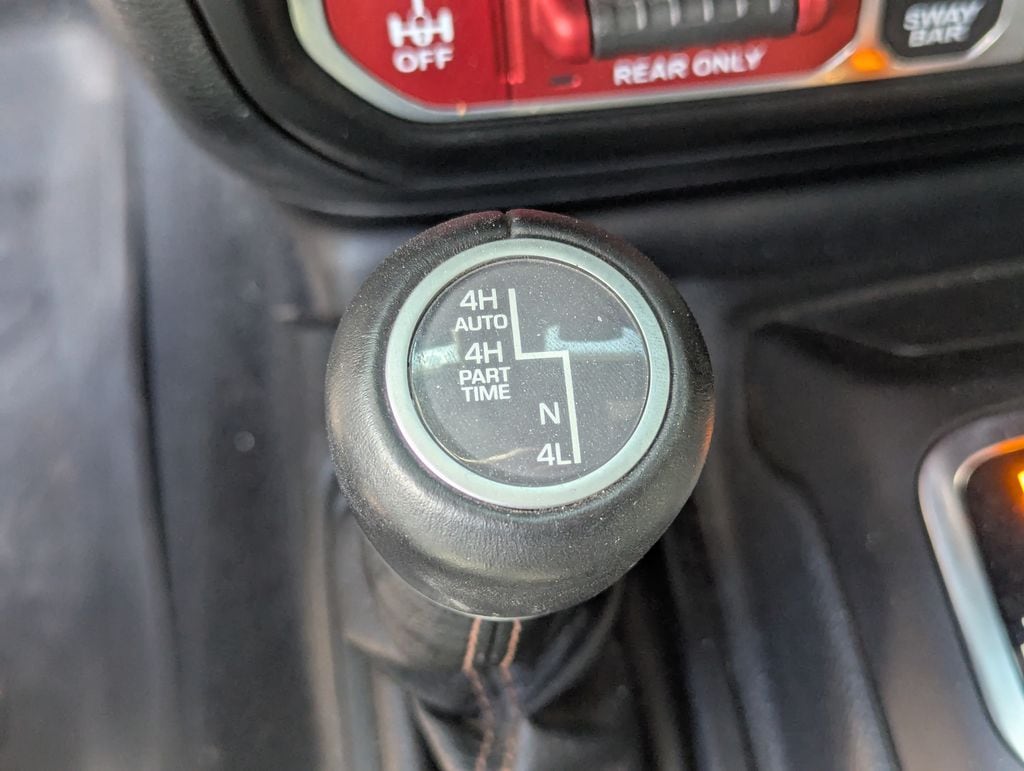 OFF
REAR ONLY
SWAY
BAR
4H
AUTO
4H
PART
TIME
N
4L